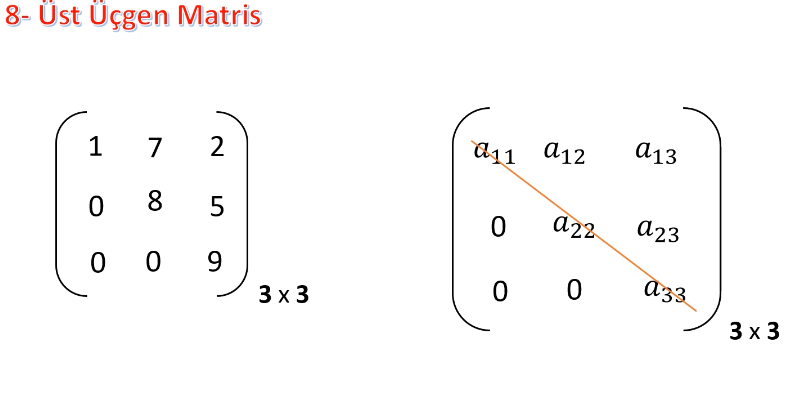 8- Üst Üçgen Matris
1 7 2
0 8 5
0 0 9
3 x 3
a11 a12 a13
0 a22 a23
0 0 a33
3 x 3